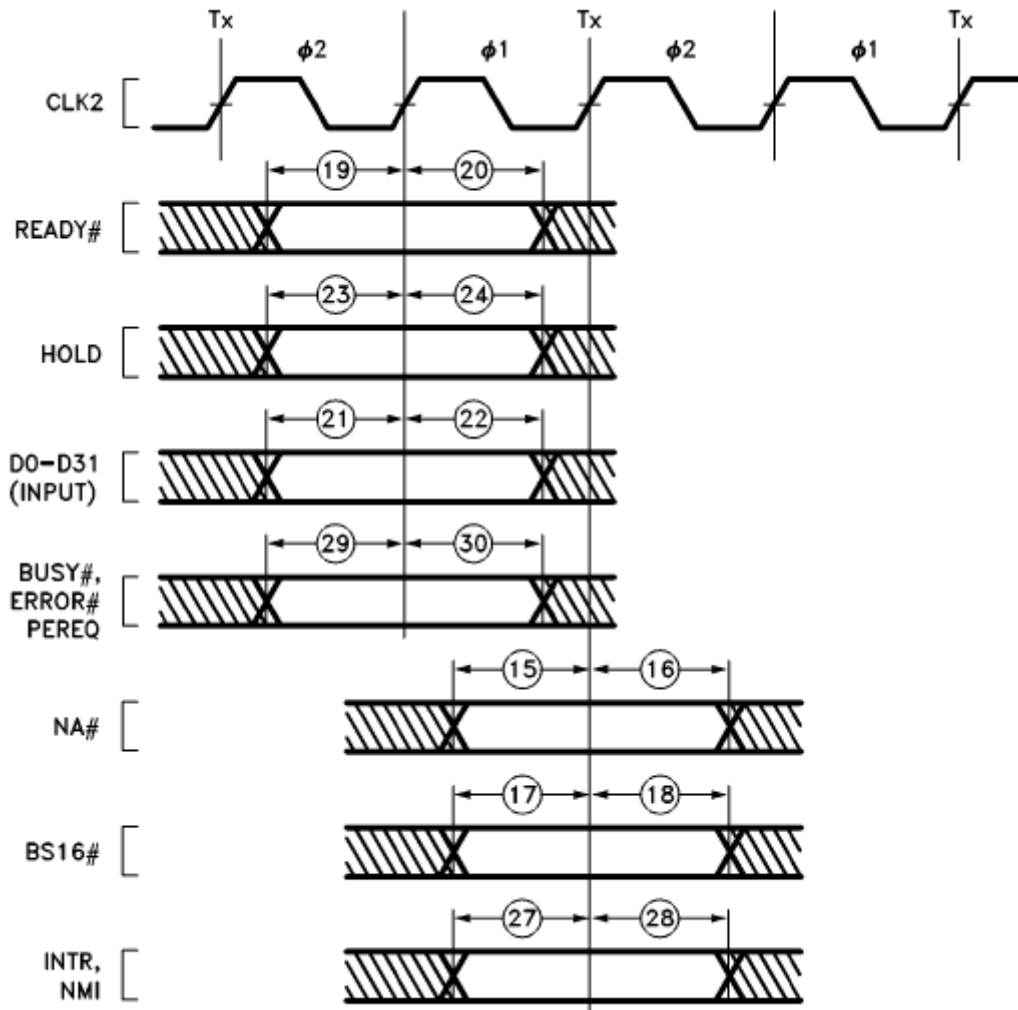 Tx Tx Tx
ϕ2 ϕ1 ϕ2 ϕ1
CLK2
19 20
READY#
23 24
HOLD
21 22
D0-D31
(INPUT)
29 30
BUSY#,
ERROR#
PEREQ
15 16
NA#
17 18
BS16#
27 28
INTR,
NMI